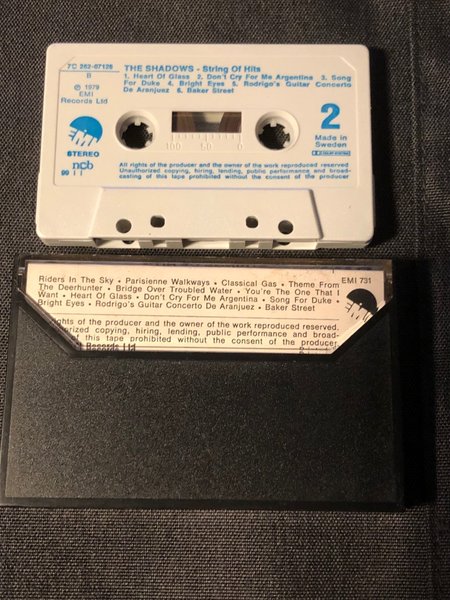 7C 262-07126
B
THE SHADOWS - String Of Hits
1. Heart Of Glass 2. Don't Cry For Me Argentina 3. Song
For Duke 4. Bright Eyes 5. Rodrigo's Guitar Concerto
De Aranjuez 6. Baker Street
℗ 1979
EMI
Records Ltd
EMI
STEREO
ncb
100 50 0
2
Made in
Sweden
DOLBY SYSTEM
All rights of the producer and the owner of the work reproduced reserved.
Unauthorized copying, hiring, lending, public performance and broad-
casting of this tape prohibited without the consent of the producer
Riders In The Sky • Parisienne Walkways • Classical Gas • Theme From
The Deerhunter • Bridge Over Troubled Water • You're The One That I
Want • Heart Of Glass • Don't Cry For Me Argentina • Song For Duke •
Bright Eyes • Rodrigo's Guitar Concerto De Aranjuez • Baker Street
EMI 731
EMI
rights of the producer and the owner of the work reproduced reserved.
orized copying, hiring, lending, public performance and broad-
of this tape prohibited without the consent of the producer
Records Ltd